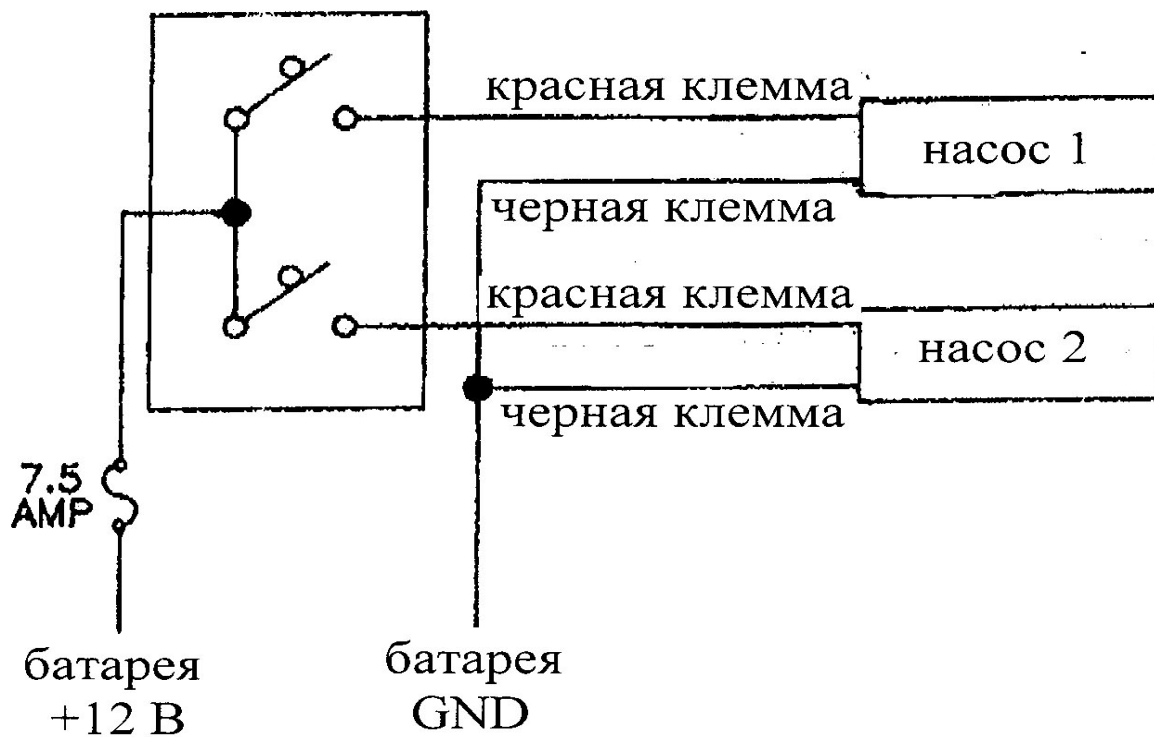 красная клемма
насос 1
черная клемма
красная клемма
насос 2
черная клемма
7.5
AMP
батарея
+12 В
батарея
GND